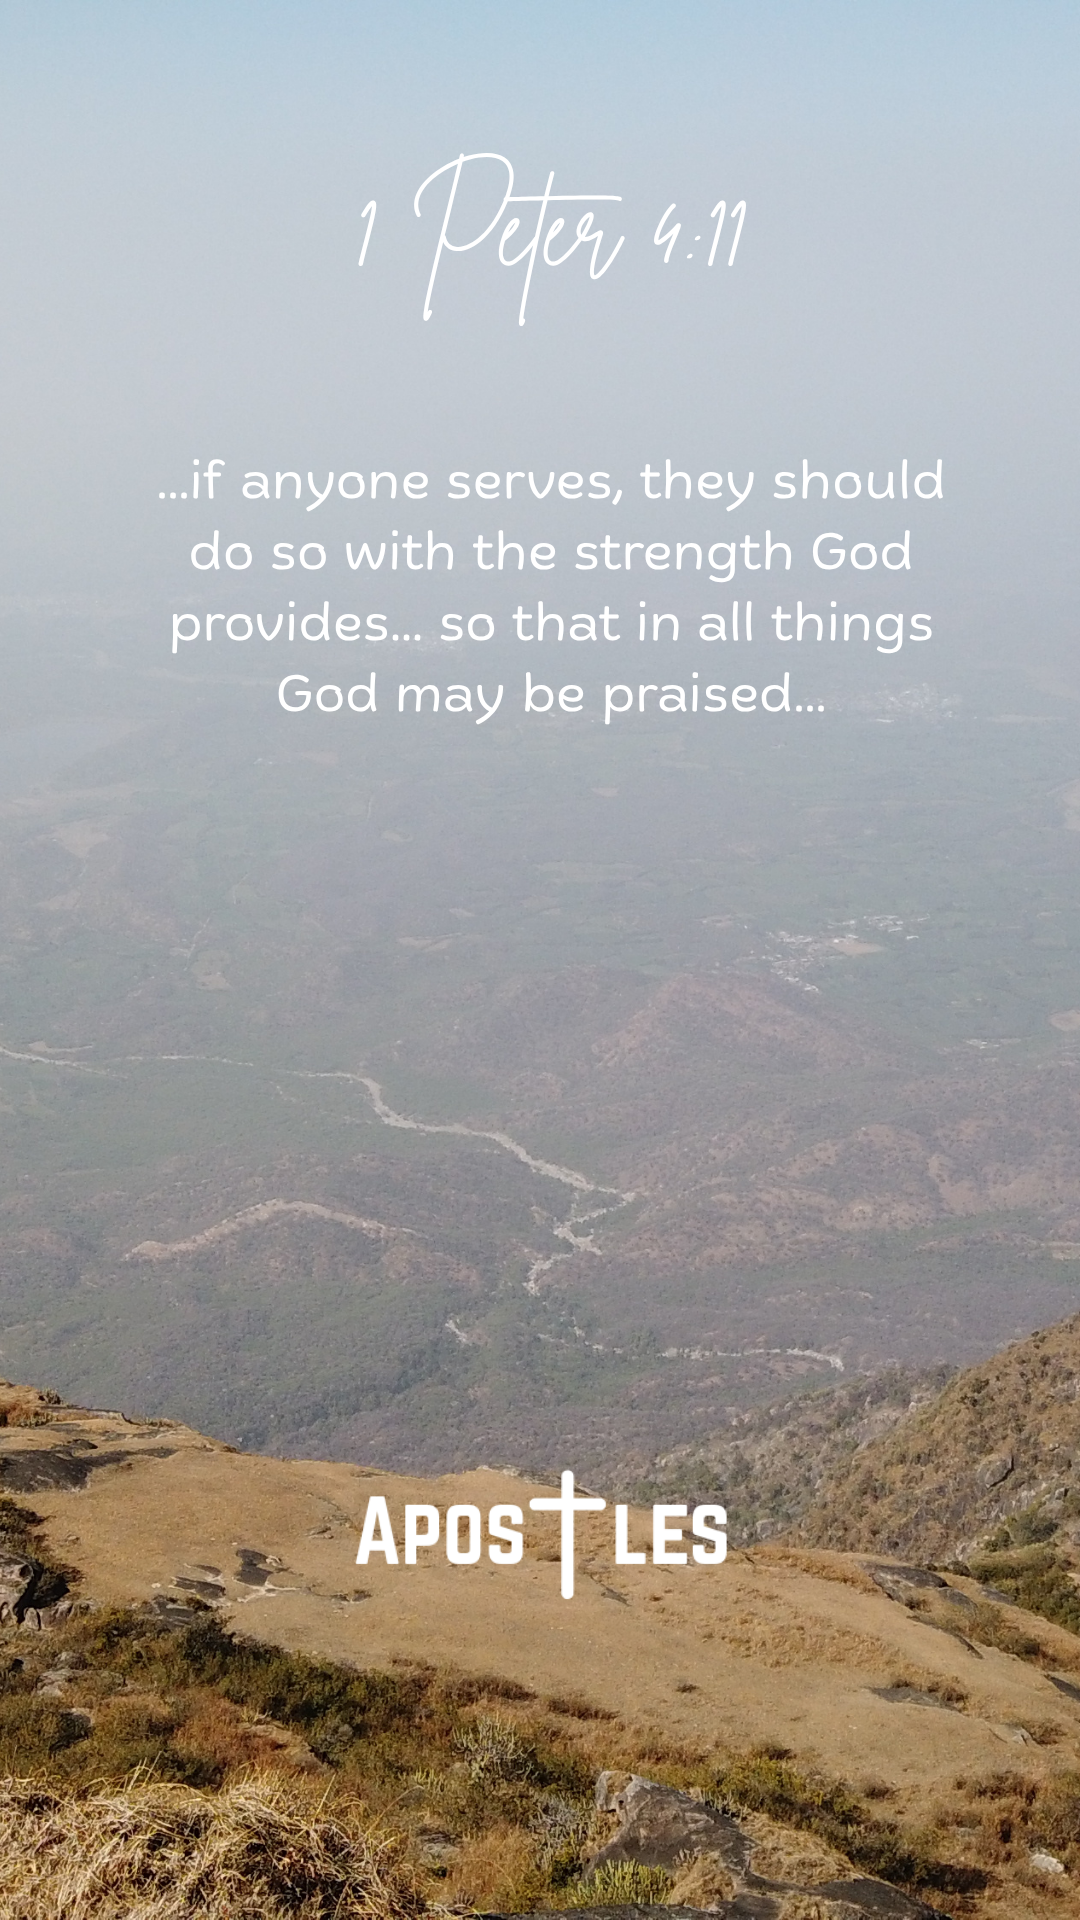 1 Peter 4:11
...if anyone serves, they should
do so with the strength God
provides... so that in all things
God may be praised...
APOSTLES